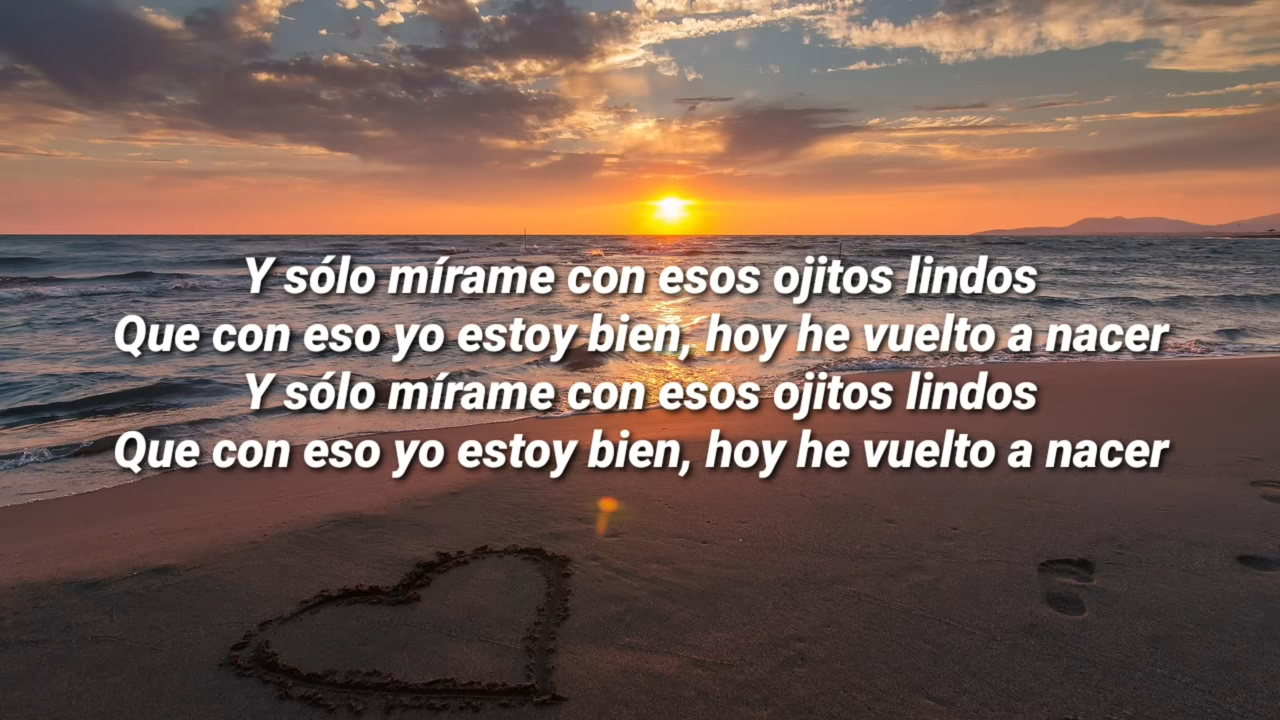 Y sólo mírame con esos ojitos lindos
Que con eso yo estoy bien, hoy he vuelto a nacer
Y sólo mírame con esos ojitos lindos
Que con eso yo estoy bien, hoy he vuelto a nacer